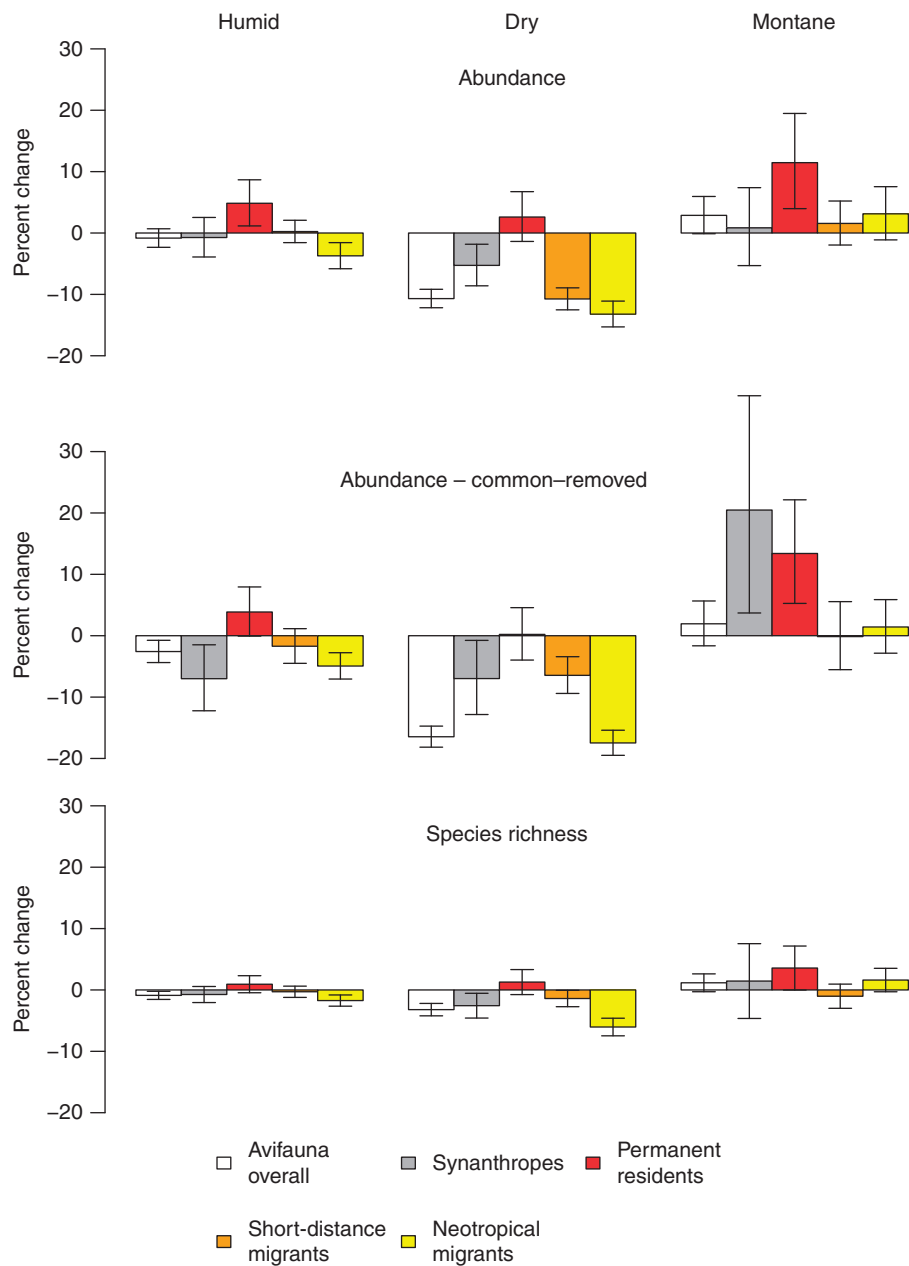 Humid Dry Montane
Abundance
Percent change
30
20
10
0
−10
−20
Abundance – common–removed
Percent change
30
20
10
0
−10
−20
Species richness
Percent change
30
20
10
0
−10
−20
Avifauna overall
Synanthropes
Permanent residents
Short-distance migrants
Neotropical migrants